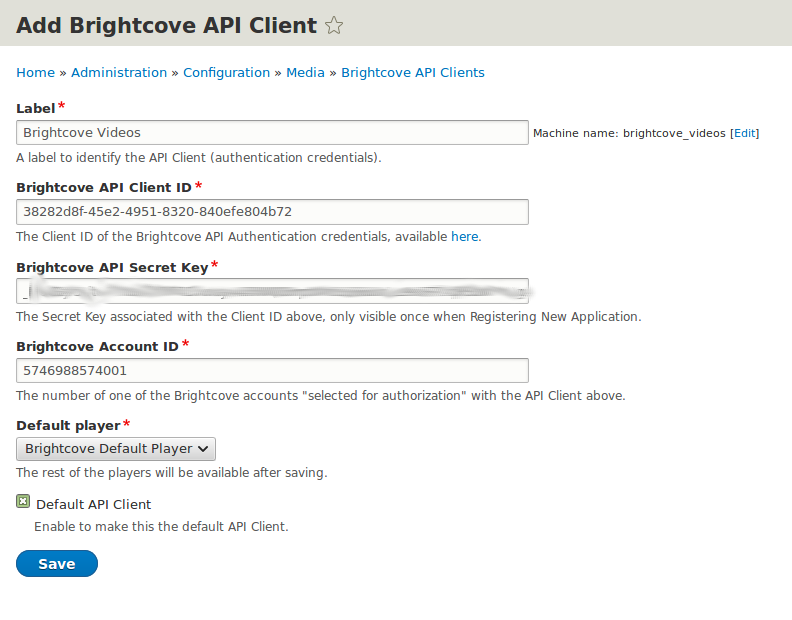 Add Brightcove API Client
Home » Administration » Configuration » Media » Brightcove API Clients
Label*
Brightcove Videos Machine name: brightcove_videos [Edit]
A label to identify the API Client (authentication credentials).
Brightcove API Client ID*
38282d8f-45e2-4951-8320-840efe804b72
The Client ID of the Brightcove API Authentication credentials, available here.
Brightcove API Secret Key*
The Secret Key associated with the Client ID above, only visible once when Registering New Application.
Brightcove Account ID*
5746988574001
The number of one of the Brightcove accounts "selected for authorization" with the API Client above.
Default player*
Brightcove Default Player
The rest of the players will be available after saving.
Default API Client
Enable to make this the default API Client.
Save